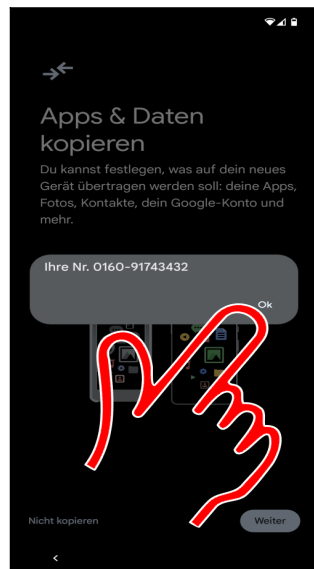 Apps & Daten
kopieren
Du kannst festlegen, was auf dein neues
Gerät übertragen werden soll: deine Apps,
Fotos, Kontakte, dein Google-Konto und
mehr.
Ihre Nr. 0160-91743432
Ok
Nicht kopieren
Weiter